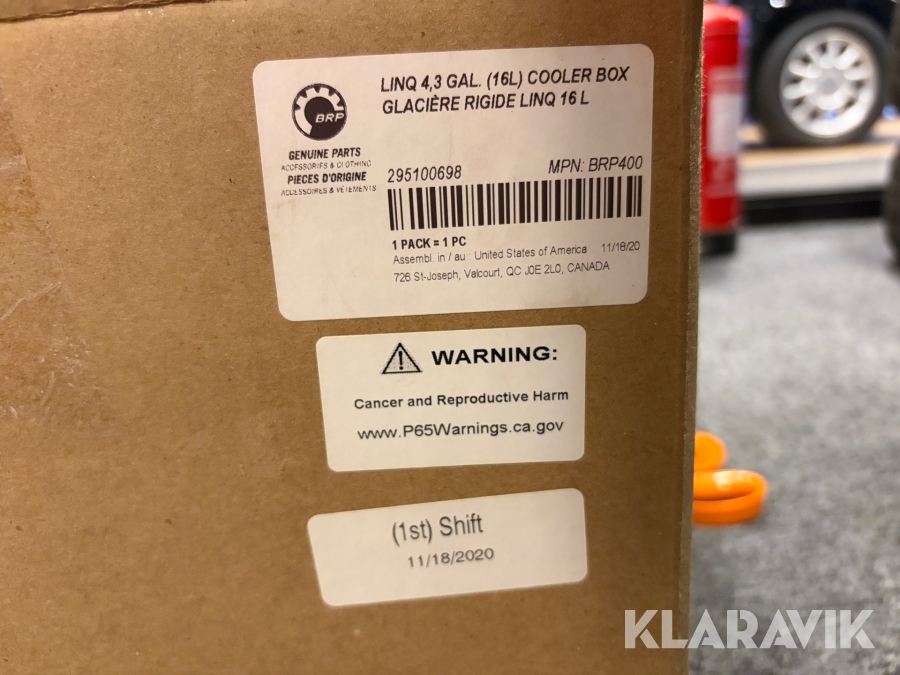 LINQ 4,3 GAL. (16L) COOLER BOX
GLACIÈRE RIGIDE LINQ 16 L
BRP
GENUINE PARTS
ACCESSORIES & CLOTHING
PIECES D'ORIGINE
ACCESSOIRES & VÊTEMENTS
295100698 MPN: BRP400
1 PACK = 1 PC
Assembl. in / au : United States of America 11/18/20
726 St-Joseph, Valcourt, QC J0E 2L0, CANADA
WARNING:
Cancer and Reproductive Harm
www.P65Warnings.ca.gov
(1st) Shift
11/18/2020
KLARAVIK